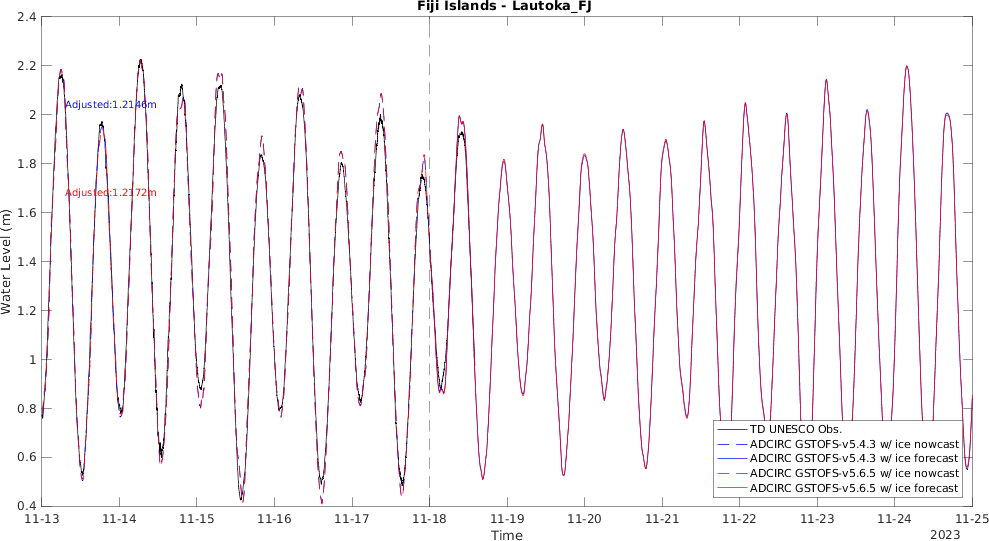 Fiji Islands - Lautoka_FJ
2.4
2.2
2
1.8
1.6
1.4
1.2
1
0.8
0.6
0.4
Water Level (m)
Adjusted:1.2146m
Adjusted:1.2172m
TD UNESCO Obs.
ADCIRC GSTOFS-v5.4.3 w/ ice nowcast
ADCIRC GSTOFS-v5.4.3 w/ ice forecast
ADCIRC GSTOFS-v5.6.5 w/ ice nowcast
ADCIRC GSTOFS-v5.6.5 w/ ice forecast
11-13 11-14 11-15 11-16 11-17 11-18 11-19 11-20 11-21 11-22 11-23 11-24 11-25
Time
2023